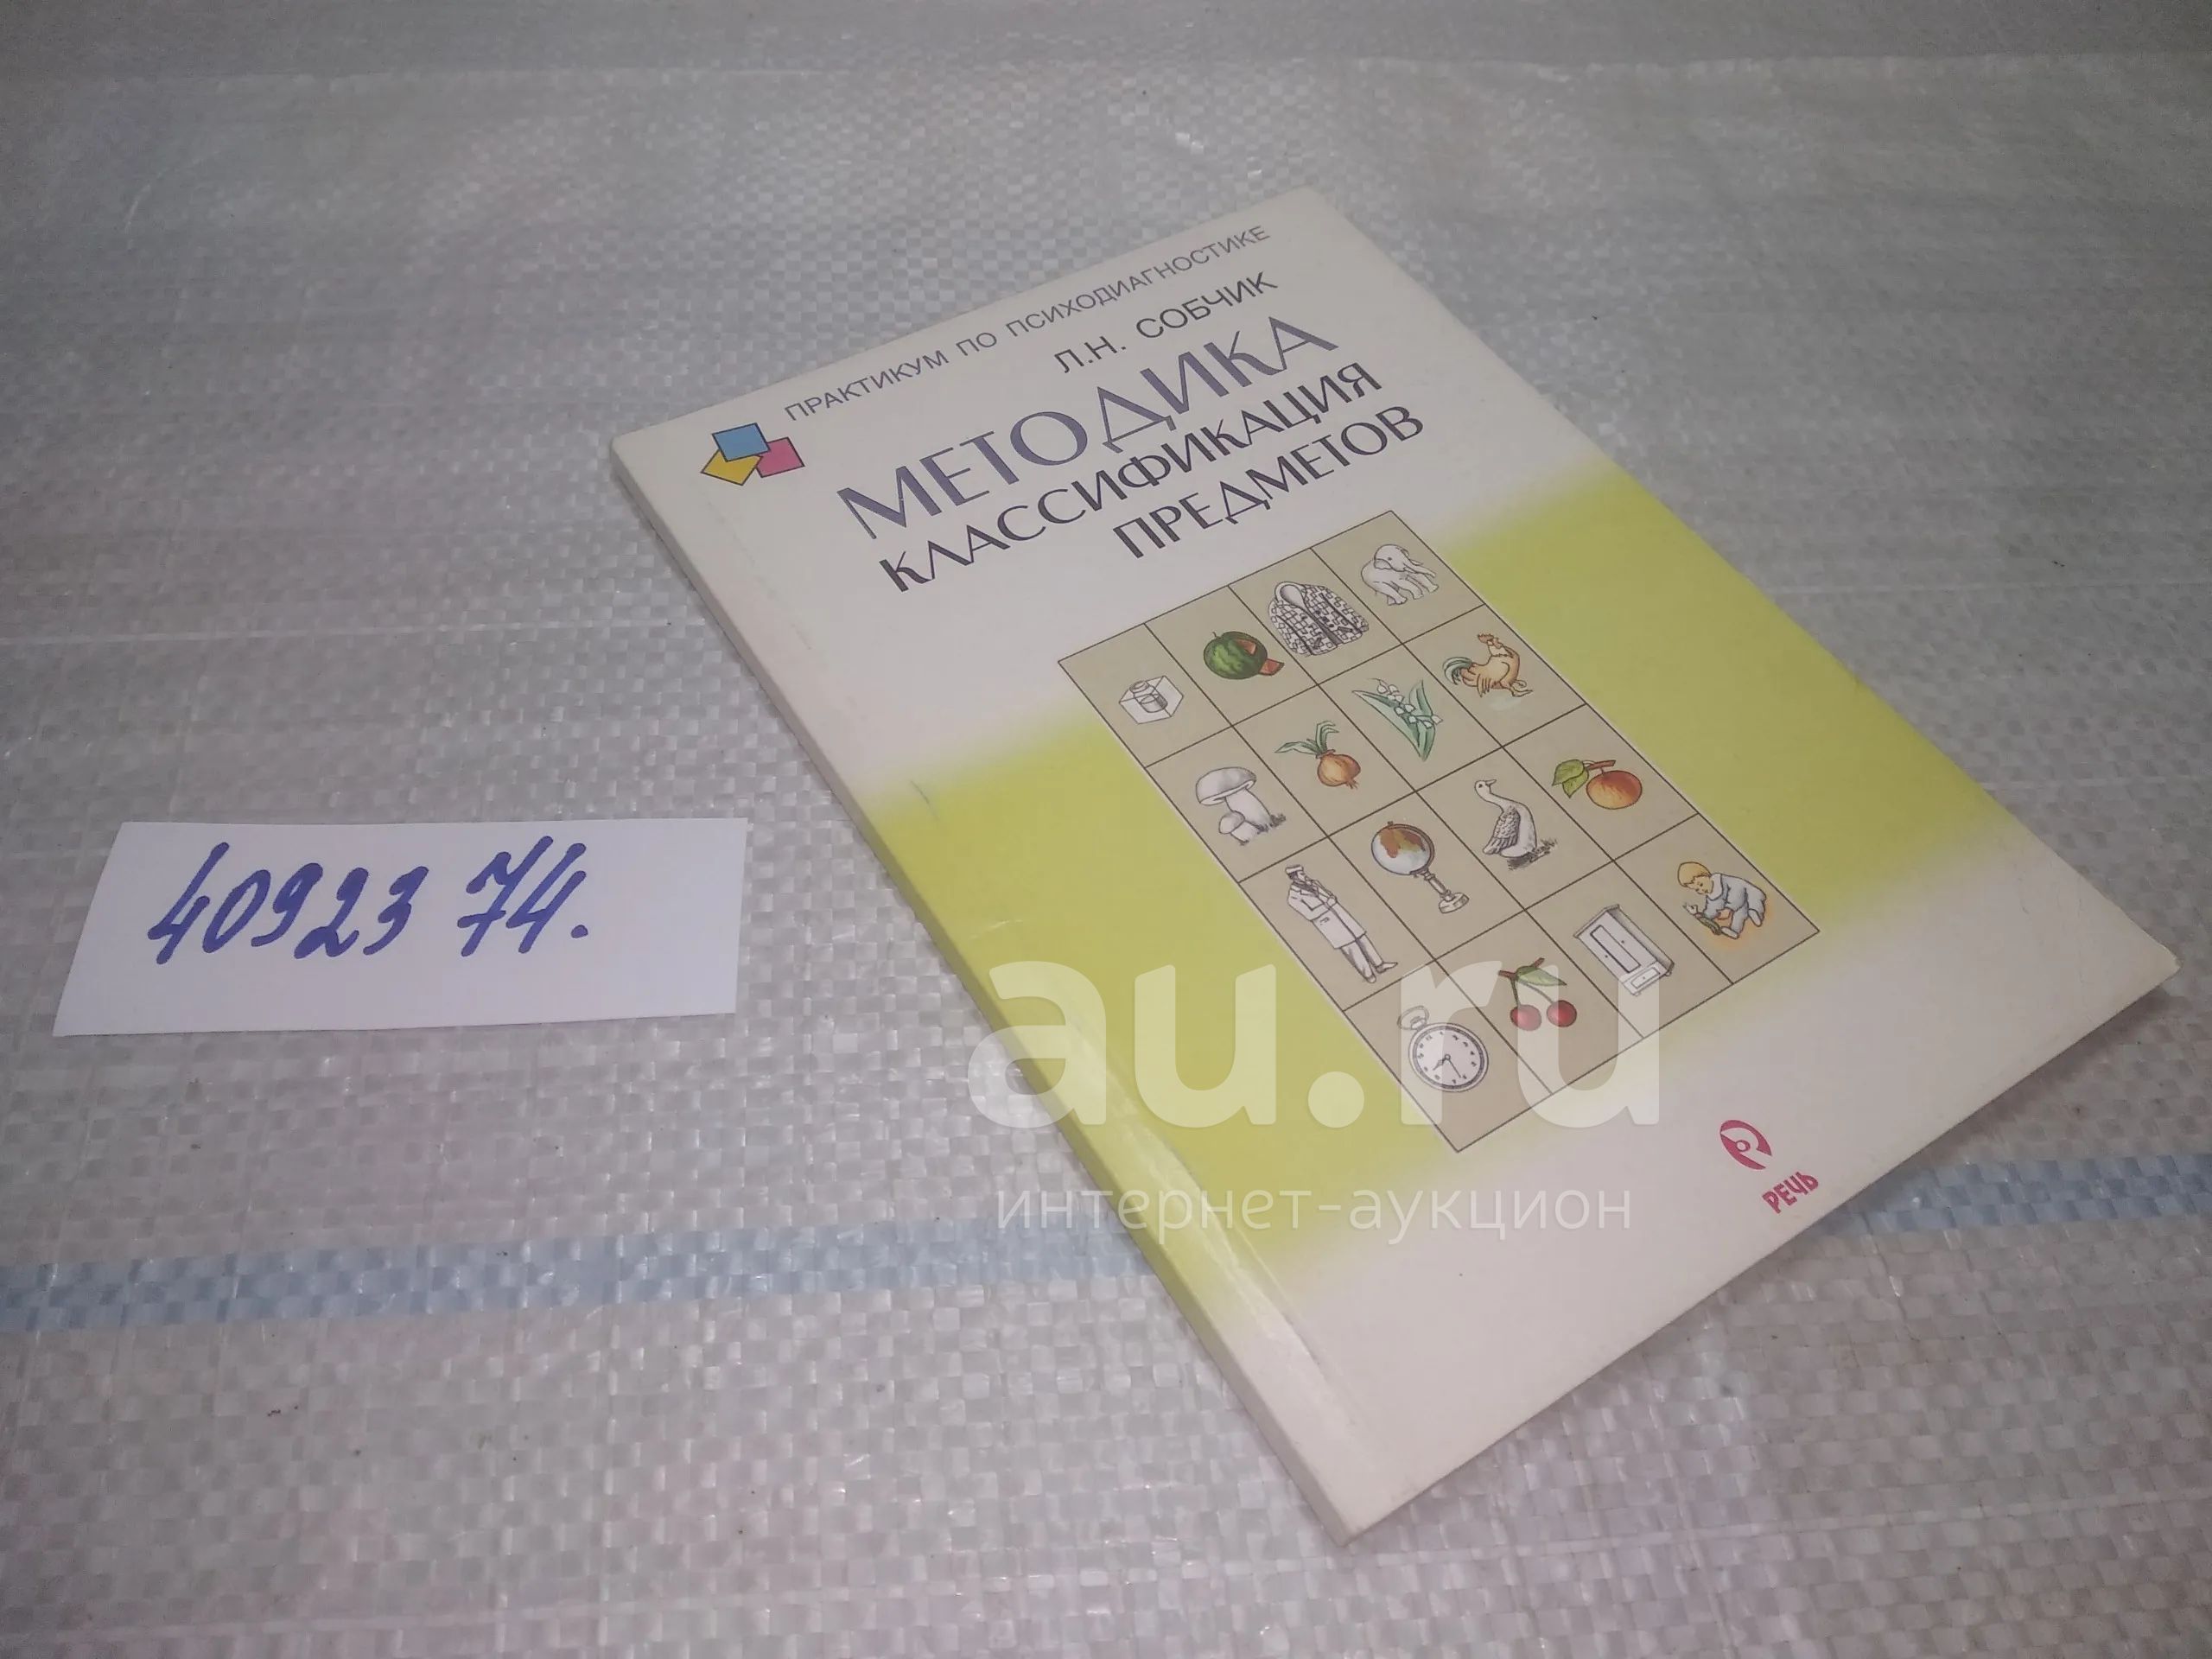 ПРАКТИКУМ ПО ПСИХОДИАГНОСТИКЕ
Л.Н. СОБЧИК
МЕТОДИКА
КЛАССИФИКАЦИЯ
ПРЕДМЕТОВ
40923 74.
au.ru
интернет-аукцион
РЕЧЬ